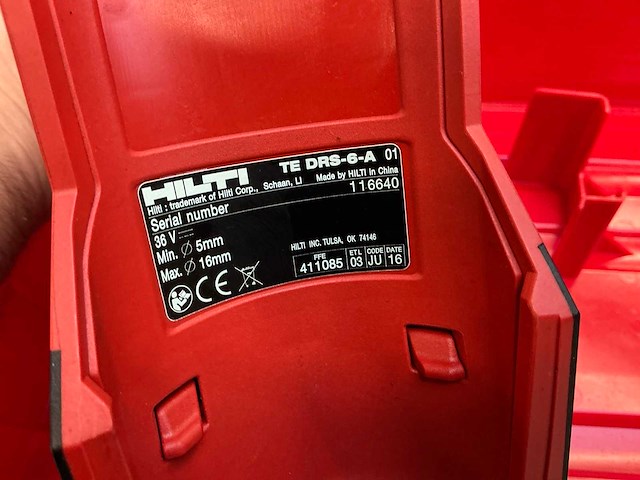 HILTI TE DRS-6-A 01
Hilti : trademark of Hilti Corp., Schaan, LI Made by HILTI in China
Serial number 116640
36 V
Min. Ø 5mm
Max. Ø 16mm
HILTI INC. TULSA, OK 74146
FFE ETL CODE DATE
411085 03 JU 16
CE